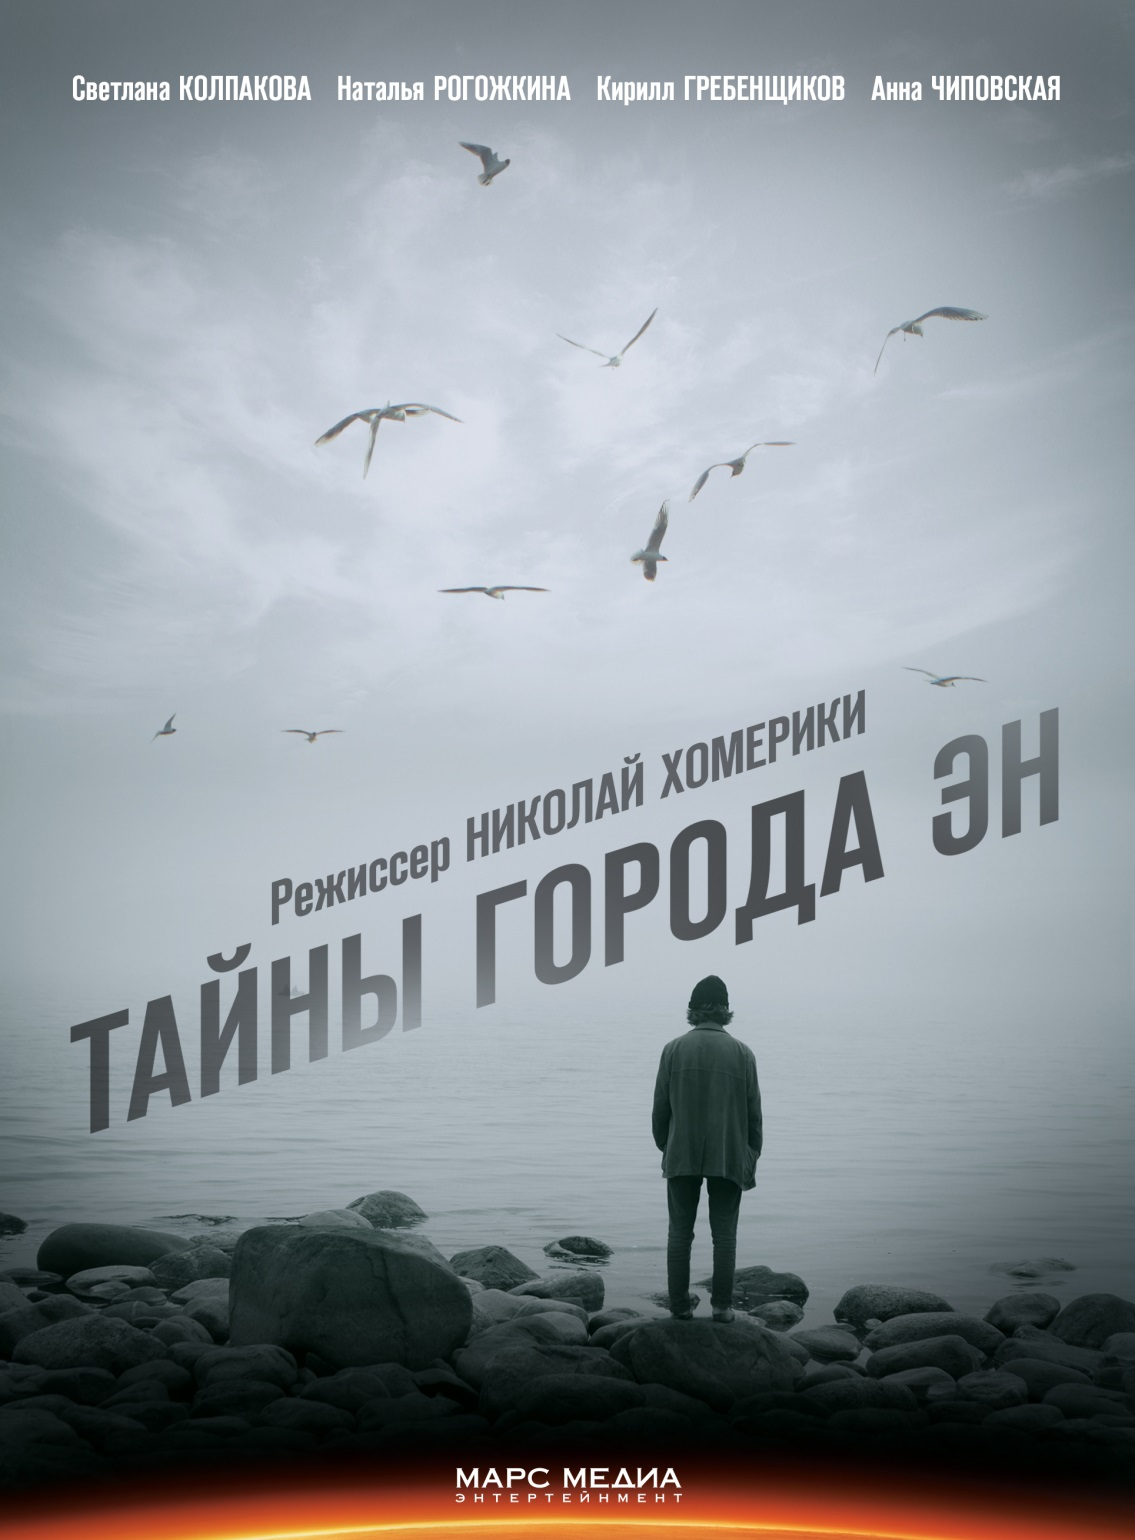 Светлана КОЛПАКОВА Наталья РОГОЖКИНА Кирилл ГРЕБЕНЩИКОВ Анна ЧИПОВСКАЯ
Режиссер НИКОЛАЙ ХОМЕРИКИ
ТАЙНЫ ГОРОДА ЭН
МАРС МЕДИА
ЭНТЕРТЕЙНМЕНТ